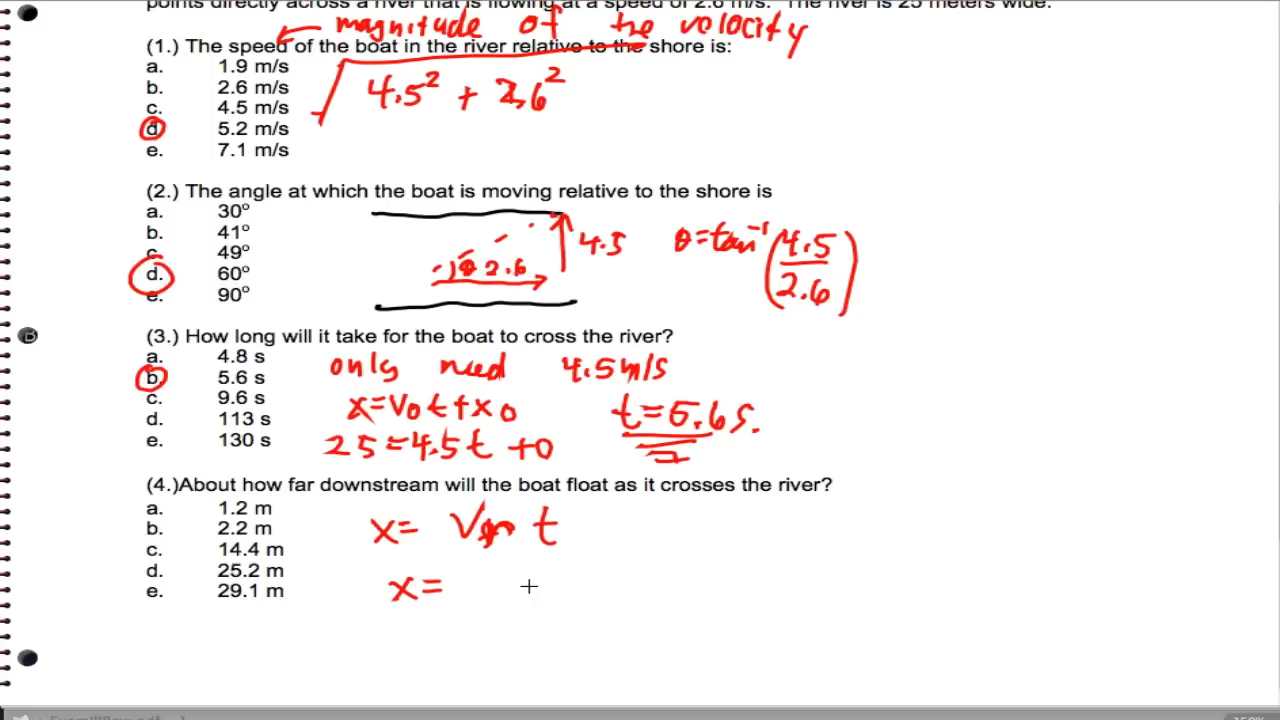 points directly across a river that is flowing at a speed of 2.6 m/s. The river is 25 meters wide.
magnitude of the velocity
(1.) The speed of the boat in the river relative to the shore is:
a. 1.9 m/s
b. 2.6 m/s
c. 4.5 m/s
d. 5.2 m/s
e. 7.1 m/s
√4.5² + 2.6²
(2.) The angle at which the boat is moving relative to the shore is
a. 30°
b. 41°
c. 49°
d. 60°
e. 90°
4.5
θ 2.6
θ=tan⁻¹(4.5/2.6)
(3.) How long will it take for the boat to cross the river?
a. 4.8 s
b. 5.6 s
c. 9.6 s
d. 113 s
e. 130 s
only need 4.5m/s
x=V₀t+x₀
25=4.5t+0
t=5.6s.
(4.)About how far downstream will the boat float as it crosses the river?
a. 1.2 m
b. 2.2 m
c. 14.4 m
d. 25.2 m
e. 29.1 m
x= V t
x=